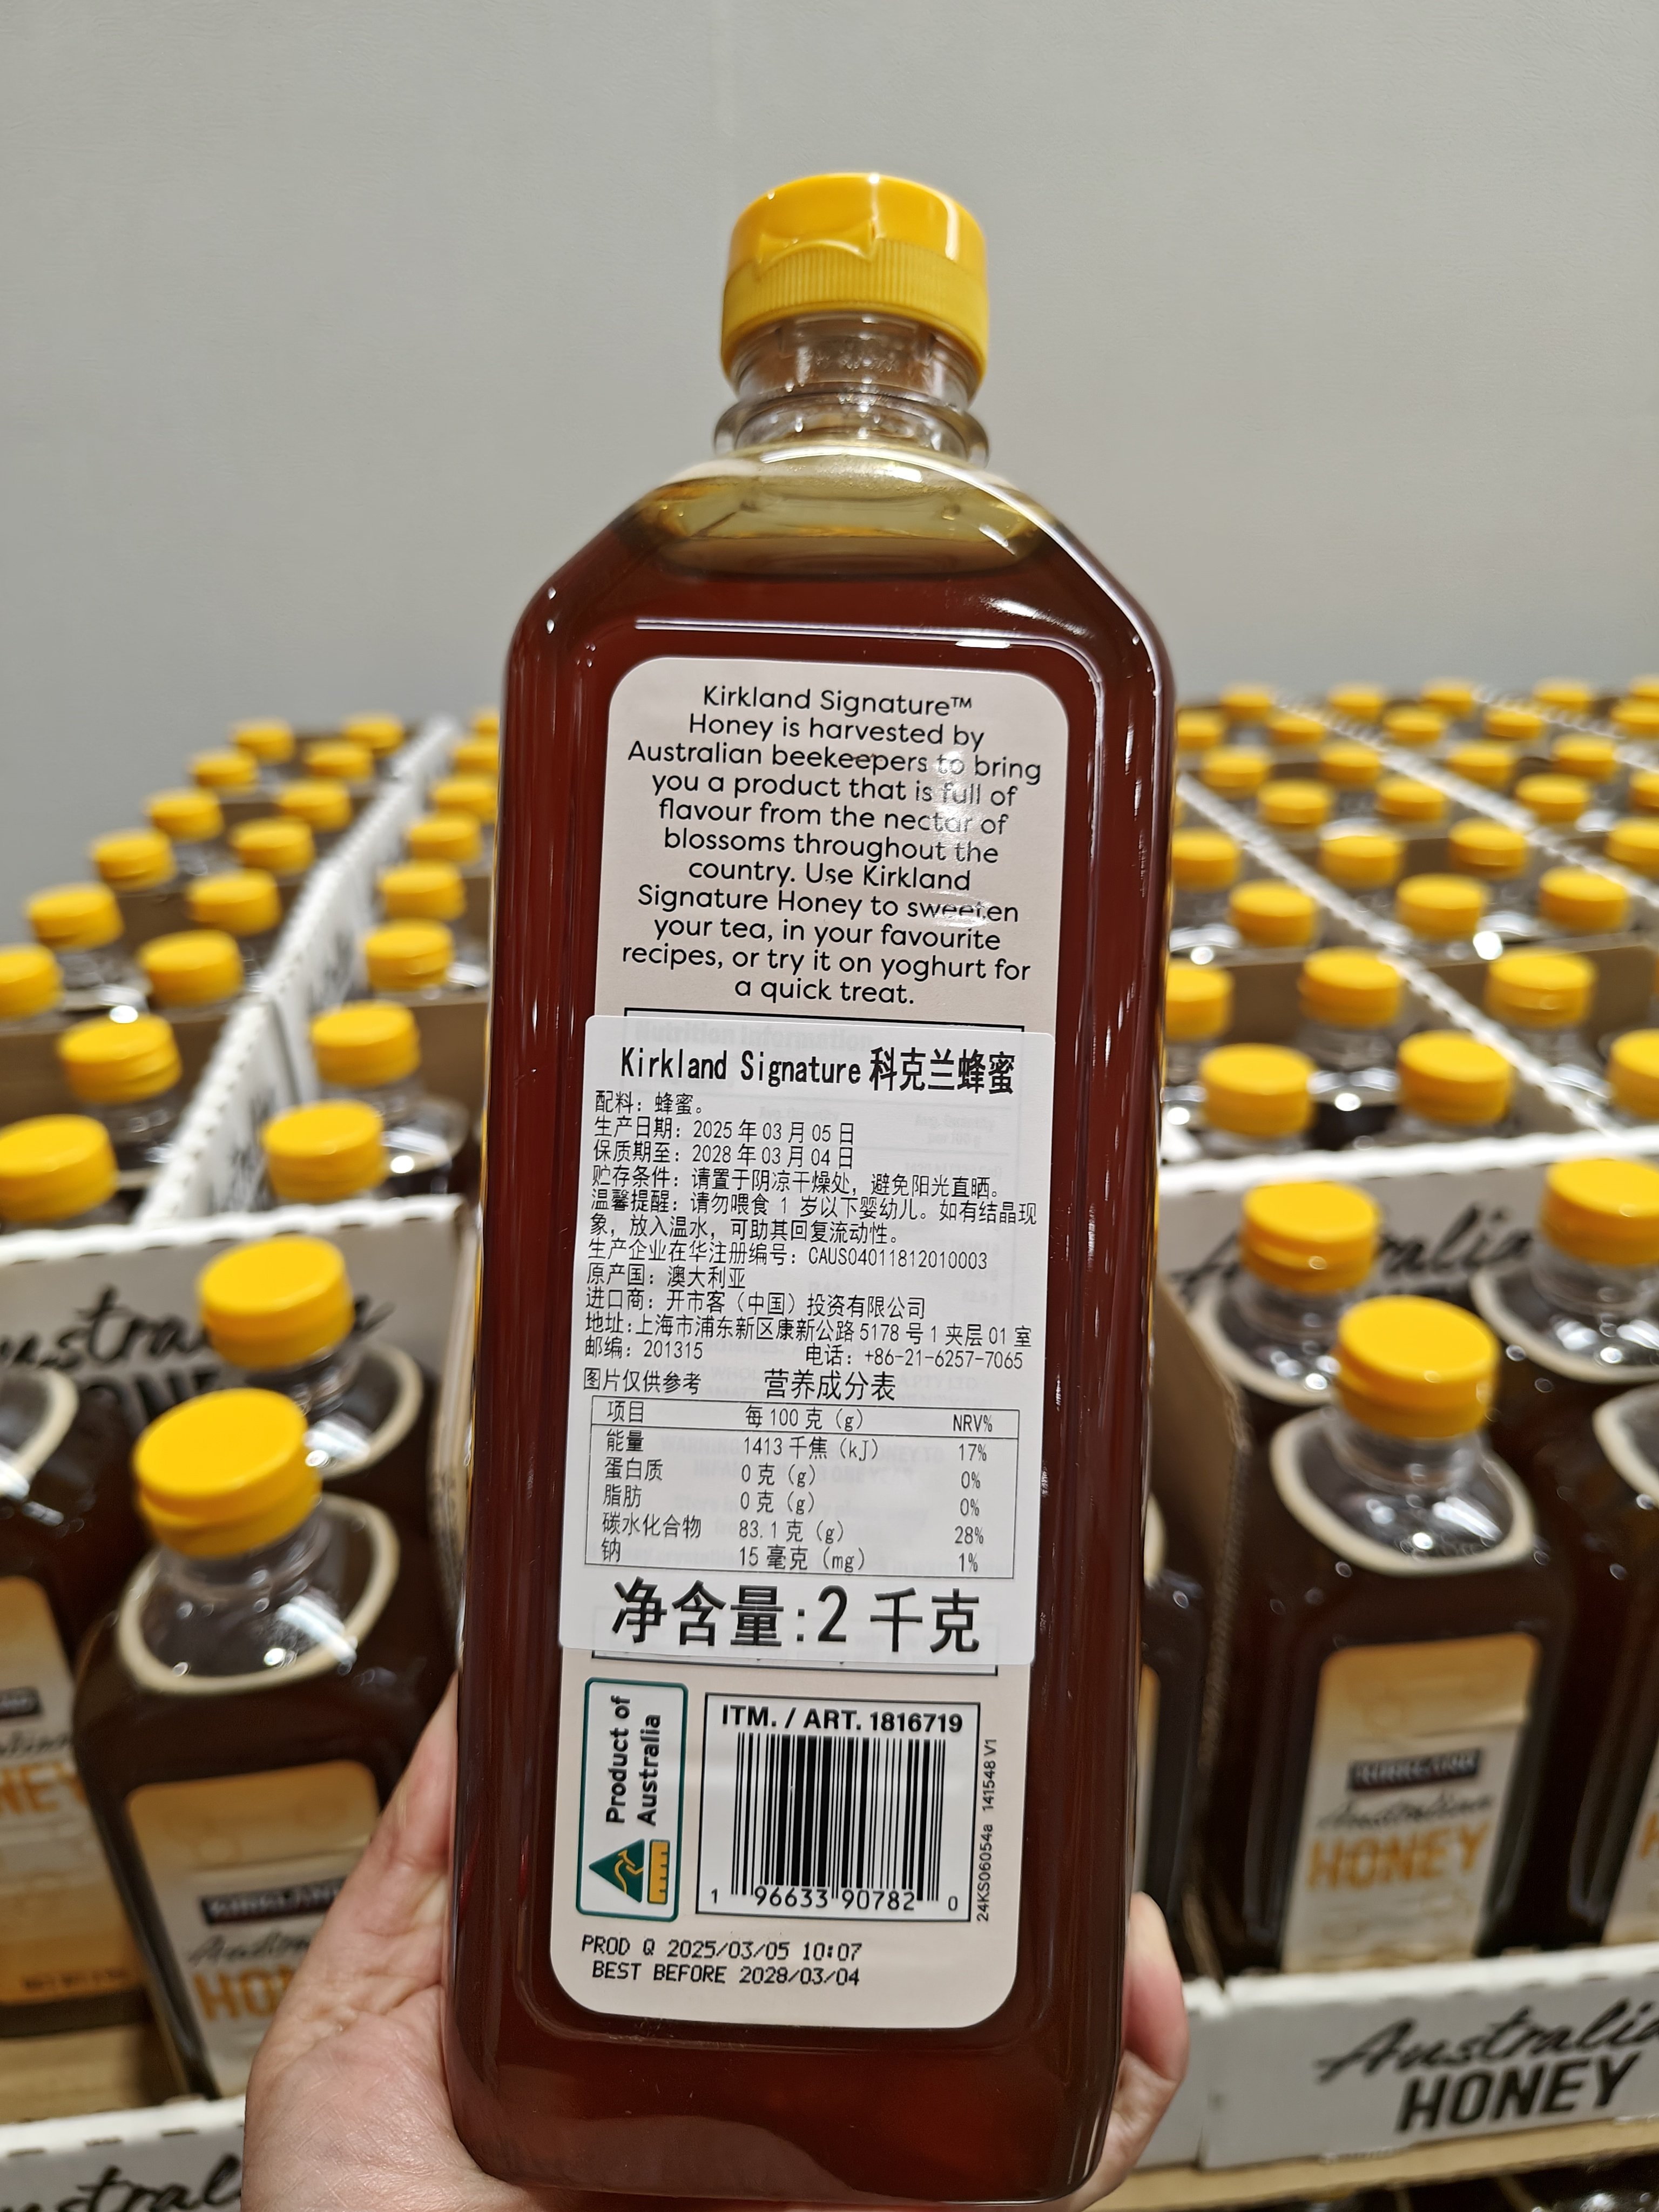 Kirkland Signature™
Honey is harvested by
Australian beekeepers to bring
you a product that is full of
flavour from the nectar of
blossoms throughout the
country. Use Kirkland
Signature Honey to sweeten
your tea, in your favourite
recipes, or try it on yoghurt for
a quick treat.
Nutrition Information
Kirkland Signature 科克兰蜂蜜
配料：蜂蜜。
生产日期：2025 年 03 月 05 日
保质期至：2028 年 03 月 04 日
贮存条件：请置于阴凉干燥处，避免阳光直晒。
温馨提醒：请勿喂食 1 岁以下婴幼儿。如有结晶现
象，放入温水，可助其回复流动性。
生产企业在华注册编号：CAUS04011812010003
原产国：澳大利亚
进口商：开市客（中国）投资有限公司
地址:上海市浦东新区康新公路 5178 号 1 夹层 01 室
邮编：201315 电话：+86-21-6257-7065
图片仅供参考 营养成分表
项目 每 100 克（g） NRV%
能量 1413 千焦（kJ） 17%
蛋白质 0 克（g） 0%
脂肪 0 克（g） 0%
碳水化合物 83.1 克（g） 28%
钠 15 毫克（mg） 1%
净含量:2 千克
Product of
Australia
ITM. / ART. 1816719
1 96633 90782 0
24KS06054a 141548 V1
PROD Q 2025/03/05 10:07
BEST BEFORE 2028/03/04
KIRKLAND
Australian
HONEY
KIRKLAND
Australian
HONEY